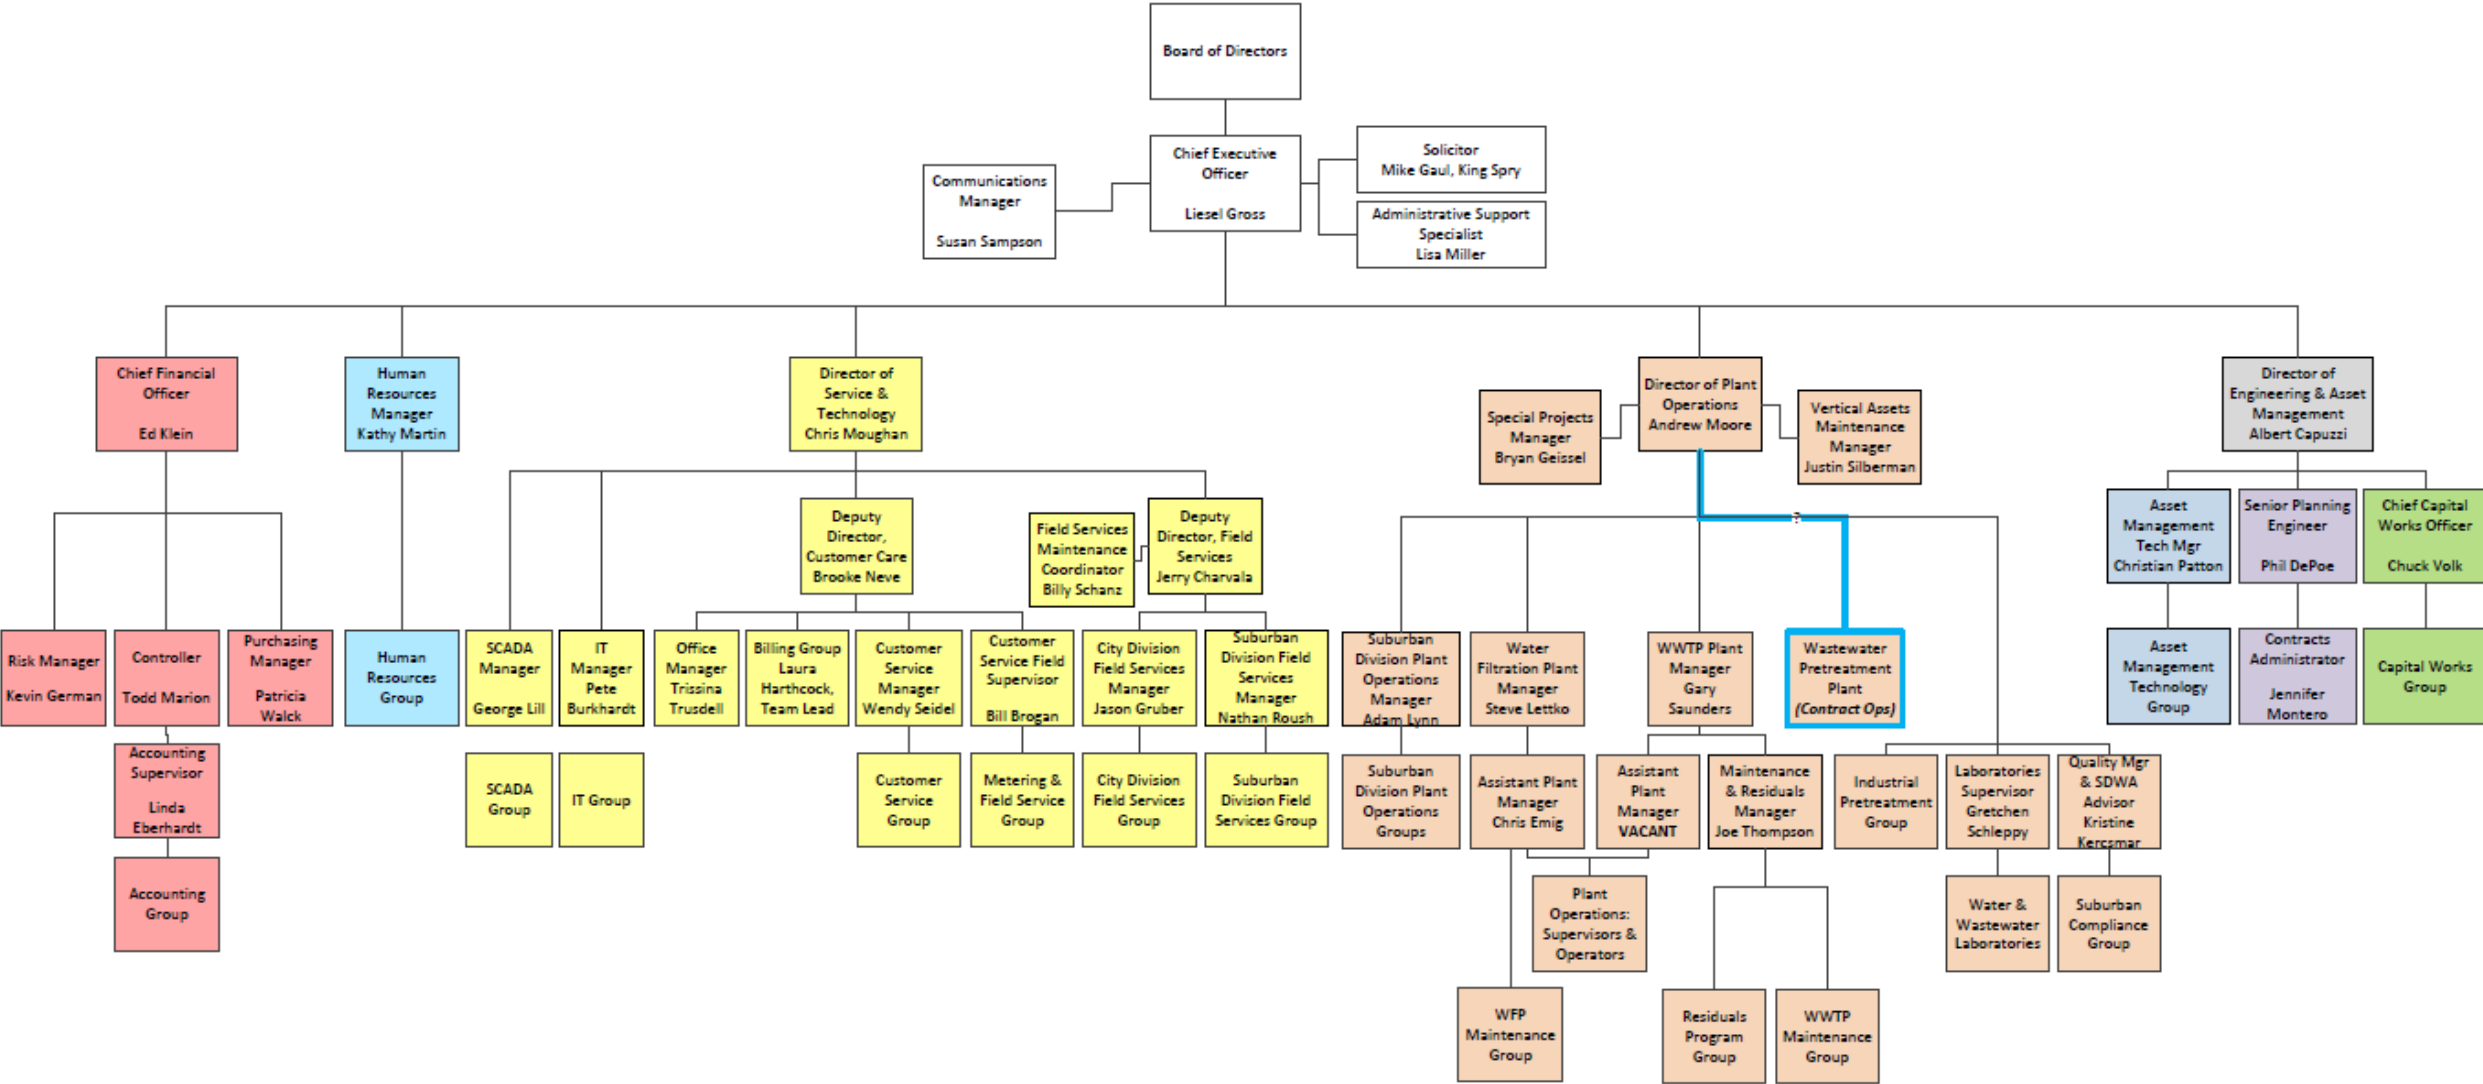 Board of Directors
Chief Executive
Officer
Liesel Gross
Communications
Manager
Susan Sampson
Solicitor
Mike Gaul, King Spry
Administrative Support
Specialist
Lisa Miller
Chief Financial
Officer
Ed Klein
Human
Resources
Manager
Kathy Martin
Director of
Service &
Technology
Chris Moughan
Special Projects
Manager
Bryan Geissel
Director of Plant
Operations
Andrew Moore
Vertical Assets
Maintenance
Manager
Justin Silberman
Director of
Engineering & Asset
Management
Albert Capuzzi
Deputy
Director,
Customer Care
Brooke Neve
Field Services
Maintenance
Coordinator
Billy Schanz
Deputy
Director, Field
Services
Jerry Charvala
?
Asset
Management
Tech Mgr
Christian Patton
Senior Planning
Engineer
Phil DePoe
Chief Capital
Works Officer
Chuck Volk
Risk Manager
Kevin German
Controller
Todd Marion
Purchasing
Manager
Patricia
Walck
Human
Resources
Group
SCADA
Manager
George Lill
IT
Manager
Pete
Burkhardt
Office
Manager
Trissina
Trusdell
Billing Group
Laura
Harthcock,
Team Lead
Customer
Service
Manager
Wendy Seidel
Customer
Service Field
Supervisor
Bill Brogan
City Division
Field Services
Manager
Jason Gruber
Suburban
Division Field
Services
Manager
Nathan Roush
Suburban
Division Plant
Operations
Manager
Adam Lynn
Water
Filtration Plant
Manager
Steve Lettko
WWTP Plant
Manager
Gary
Saunders
Wastewater
Pretreatment
Plant
(Contract Ops)
Asset
Management
Technology
Group
Contracts
Administrator
Jennifer
Montero
Capital Works
Group
Accounting
Supervisor
Linda
Eberhardt
SCADA
Group
IT Group
Customer
Service
Group
Metering &
Field Service
Group
City Division
Field Services
Group
Suburban
Division Field
Services Group
Suburban
Division Plant
Operations
Groups
Assistant Plant
Manager
Chris Emig
Assistant
Plant
Manager
VACANT
Maintenance
& Residuals
Manager
Joe Thompson
Industrial
Pretreatment
Group
Laboratories
Supervisor
Gretchen
Schleppy
Quality Mgr
& SDWA
Advisor
Kristine
Kercsmar
Accounting
Group
Plant
Operations:
Supervisors &
Operators
Water &
Wastewater
Laboratories
Suburban
Compliance
Group
WFP
Maintenance
Group
Residuals
Program
Group
WWTP
Maintenance
Group